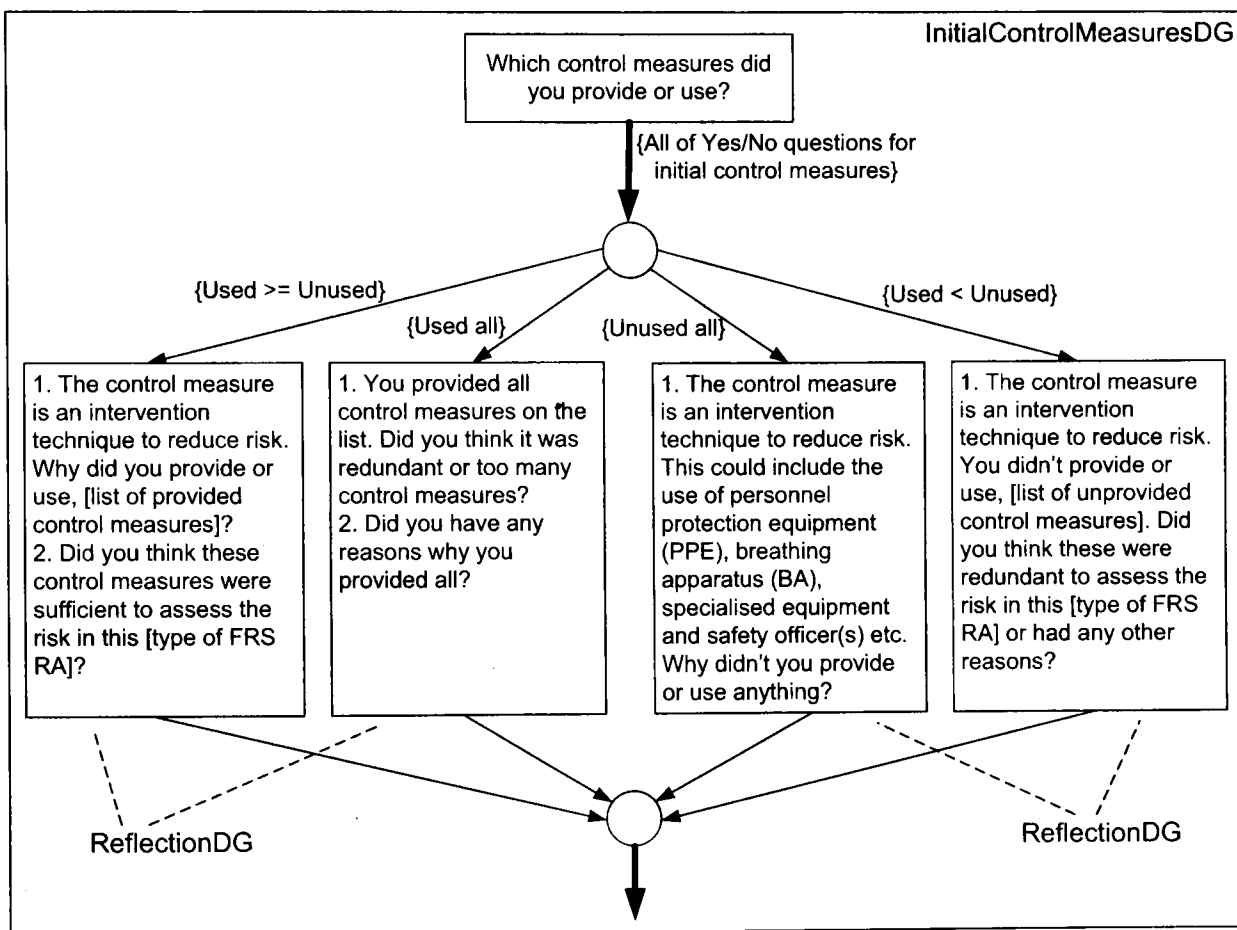 InitialControlMeasuresDG
Which control measures did
you provide or use?
{All of Yes/No questions for
initial control measures}
{Used >= Unused}
{Used all}
{Unused all}
{Used < Unused}
1. The control measure
is an intervention
technique to reduce risk.
Why did you provide or
use, [list of provided
control measures]?
2. Did you think these
control measures were
sufficient to assess the
risk in this [type of FRS
RA]?
1. You provided all
control measures on the
list. Did you think it was
redundant or too many
control measures?
2. Did you have any
reasons why you
provided all?
1. The control measure
is an intervention
technique to reduce risk.
This could include the
use of personnel
protection equipment
(PPE), breathing
apparatus (BA),
specialised equipment
and safety officer(s) etc.
Why didn't you provide
or use anything?
1. The control measure
is an intervention
technique to reduce risk.
You didn't provide or
use, [list of unprovided
control measures]. Did
you think these were
redundant to assess the
risk in this [type of FRS
RA] or had any other
reasons?
ReflectionDG
ReflectionDG